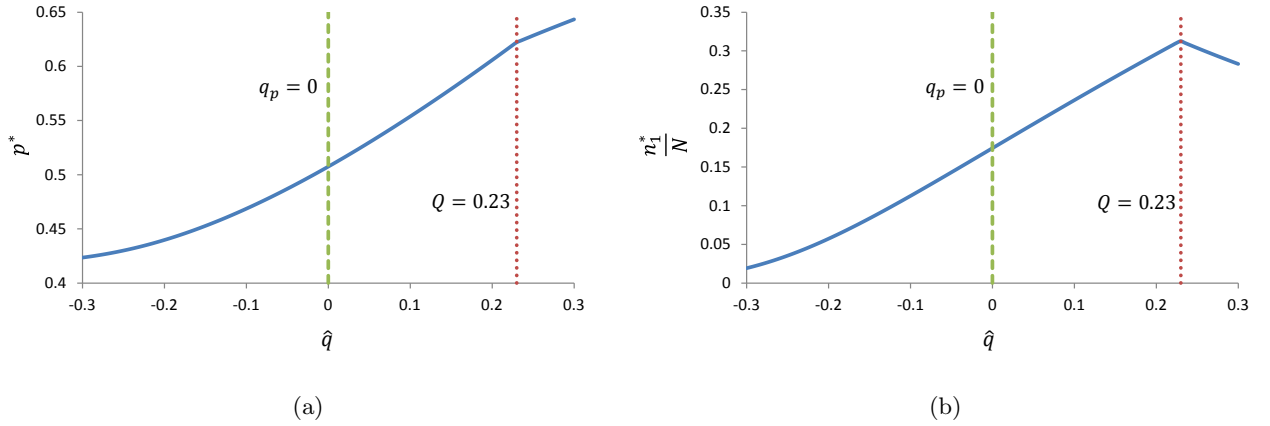 0.65
0.6
0.55
0.5
0.45
0.4
p*
q_p = 0
Q = 0.23
-0.3 -0.2 -0.1 0 0.1 0.2 0.3
q̂
(a)
0.35
0.3
0.25
0.2
0.15
0.1
0.05
0
n₁*
N
q_p = 0
Q = 0.23
-0.3 -0.2 -0.1 0 0.1 0.2 0.3
q̂
(b)